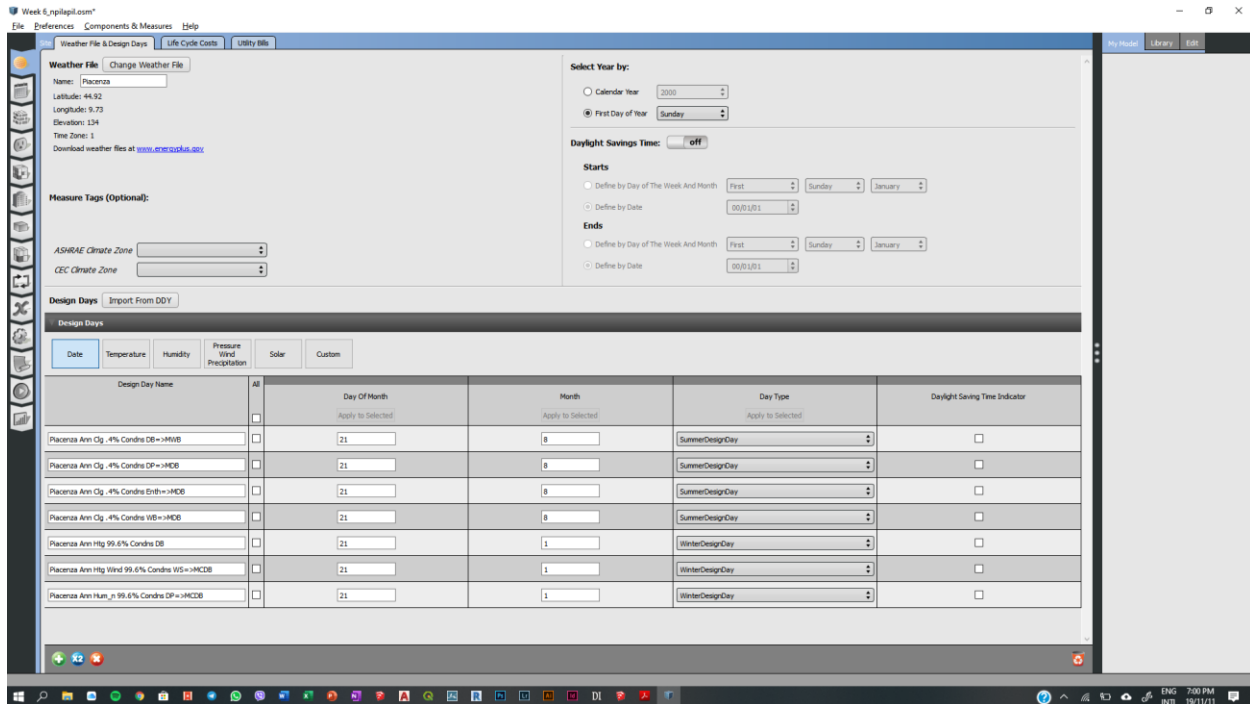 Week 6_npilapil.osm*
File Preferences Components & Measures Help
Site Weather File & Design Days Life Cycle Costs Utility Bills
My Model Library Edit
Weather File Change Weather File
Name: Piacenza
Latitude: 44.92
Longitude: 9.73
Elevation: 134
Time Zone: 1
Download weather files at www.energyplus.gov
Measure Tags (Optional):
ASHRAE Climate Zone
CEC Climate Zone
Select Year by:
Calendar Year 2000
First Day of Year Sunday
Daylight Savings Time: off
Starts
Define by Day of The Week And Month First Sunday January
Define by Date 00/01/01
Ends
Define by Day of The Week And Month First Sunday January
Define by Date 00/01/01
Design Days Import From DDY
Design Days
Date Temperature Humidity Pressure Wind Precipitation Solar Custom
Design Day Name All Day Of Month Month Day Type Daylight Saving Time Indicator
Apply to Selected Apply to Selected Apply to Selected
Piacenza Ann Clg .4% Condns DB=>MWB 21 8 SummerDesignDay
Piacenza Ann Clg .4% Condns DP=>MDB 21 8 SummerDesignDay
Piacenza Ann Clg .4% Condns Enth=>MDB 21 8 SummerDesignDay
Piacenza Ann Clg .4% Condns WB=>MDB 21 8 SummerDesignDay
Piacenza Ann Htg 99.6% Condns DB 21 1 WinterDesignDay
Piacenza Ann Htg Wind 99.6% Condns WS=>MCDB 21 1 WinterDesignDay
Piacenza Ann Hum_n 99.6% Condns DP=>MCDB 21 1 WinterDesignDay
x2
DI
ENG 7:00 PM
INTL 19/11/11